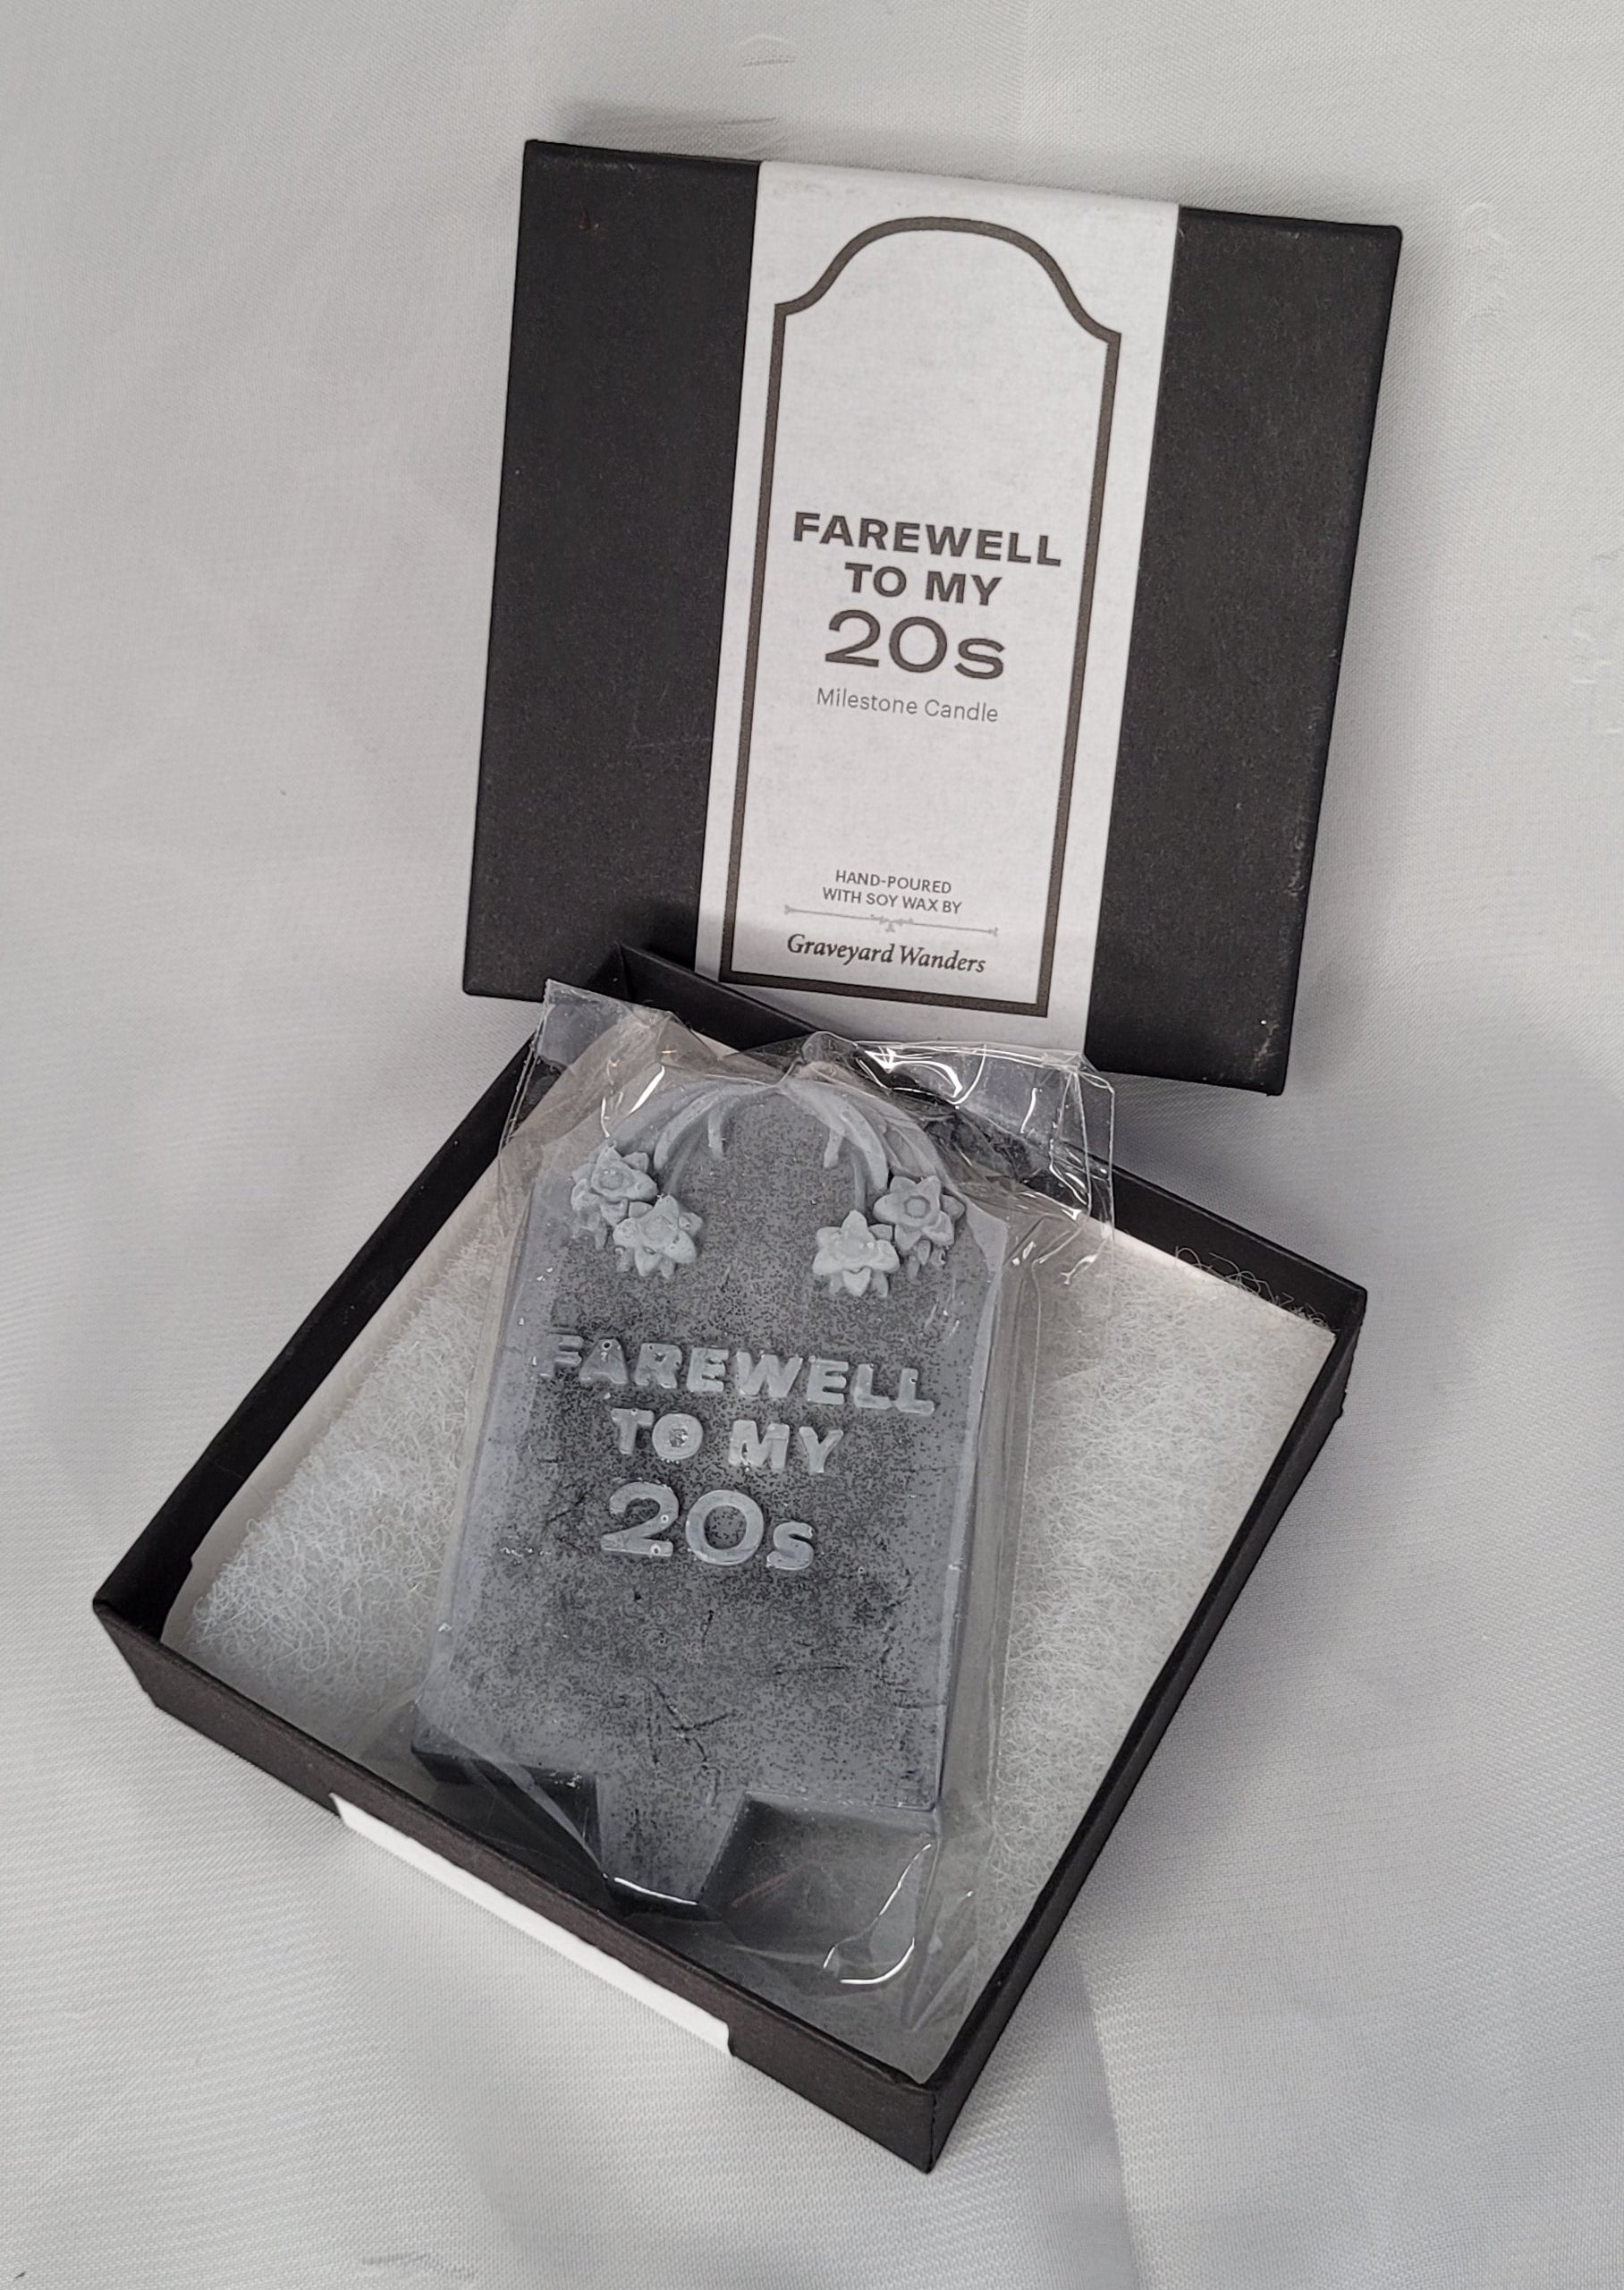 FAREWELL
TO MY
20s
Milestone Candle
HAND-POURED
WITH SOY WAX BY
Graveyard Wanders
FAREWELL
TO MY
20s